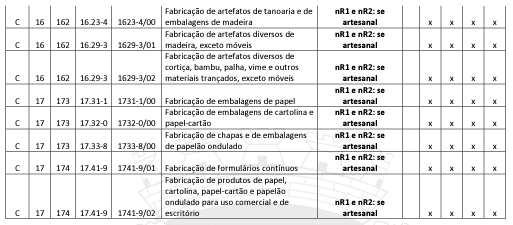 Fabricação de artefatos de tanoaria e de nR1 e nR2: se
C 16 162 16.23-4 1623-4/00 embalagens de madeira artesanal x x x x
Fabricação de artefatos diversos de nR1 e nR2: se
C 16 162 16.29-3 1629-3/01 madeira, exceto móveis artesanal x x x x
Fabricação de artefatos diversos de
cortiça, bambu, palha, vime e outros nR1 e nR2: se
C 16 162 16.29-3 1629-3/02 materiais trançados, exceto móveis artesanal x x x x
nR1 e nR2: se
C 17 173 17.31-1 1731-1/00 Fabricação de embalagens de papel artesanal x x x x
Fabricação de embalagens de cartolina e nR1 e nR2: se
C 17 173 17.32-0 1732-0/00 papel-cartão artesanal x x x x
Fabricação de chapas e de embalagens nR1 e nR2: se
C 17 173 17.33-8 1733-8/00 de papelão ondulado artesanal x x x x
nR1 e nR2: se
C 17 174 17.41-9 1741-9/01 Fabricação de formulários contínuos artesanal x x x x
Fabricação de produtos de papel,
cartolina, papel-cartão e papelão
ondulado para uso comercial e de nR1 e nR2: se
C 17 174 17.41-9 1741-9/02 escritório artesanal x x x x